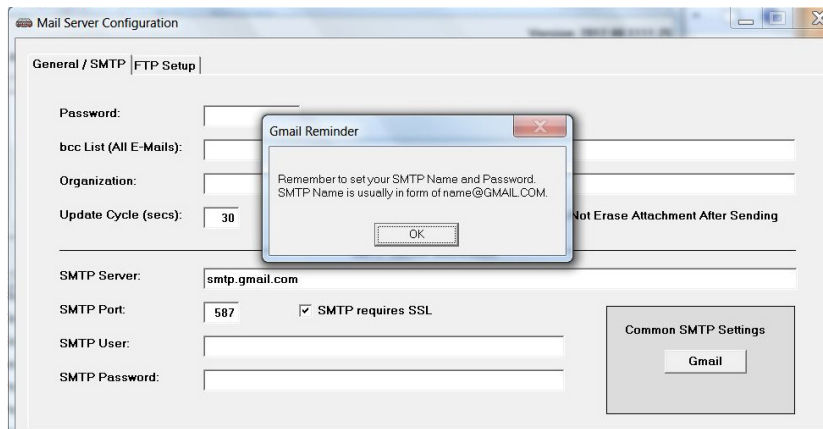 Mail Server Configuration
General / SMTP
FTP Setup
Password:
Gmail Reminder
bcc List (All E-Mails):
Remember to set your SMTP Name and Password.
SMTP Name is usually in form of name@GMAIL.COM.
Organization:
Update Cycle (secs):
30
OK
Not Erase Attachment After Sending
SMTP Server:
smtp.gmail.com
SMTP Port:
587
SMTP requires SSL
Common SMTP Settings
SMTP User:
Gmail
SMTP Password: